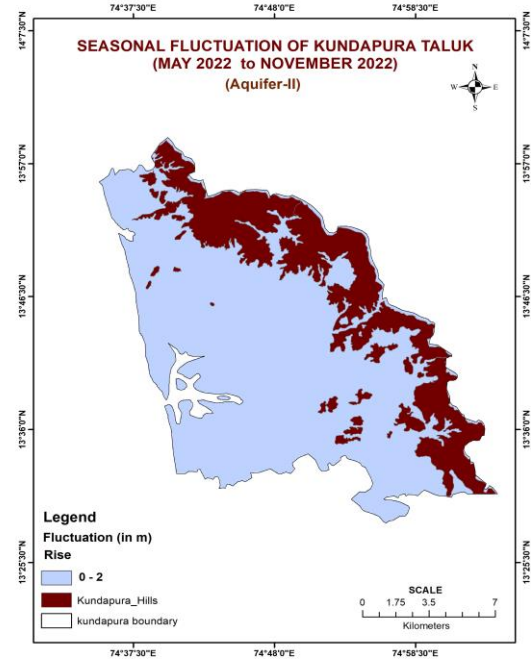 74°37'30"E 74°48'0"E 74°58'30"E
14°7'30"N 14°7'30"N
SEASONAL FLUCTUATION OF KUNDAPURA TALUK
(MAY 2022 to NOVEMBER 2022)
(Aquifer-II)
N
W E
S
13°57'0"N 13°57'0"N
13°46'30"N 13°46'30"N
13°36'0"N 13°36'0"N
13°25'30"N 13°25'30"N
Legend
Fluctuation (in m)
Rise
0 - 2
Kundapura_Hills
kundapura boundary
SCALE
0 1.75 3.5 7
Kilometers
74°37'30"E 74°48'0"E 74°58'30"E